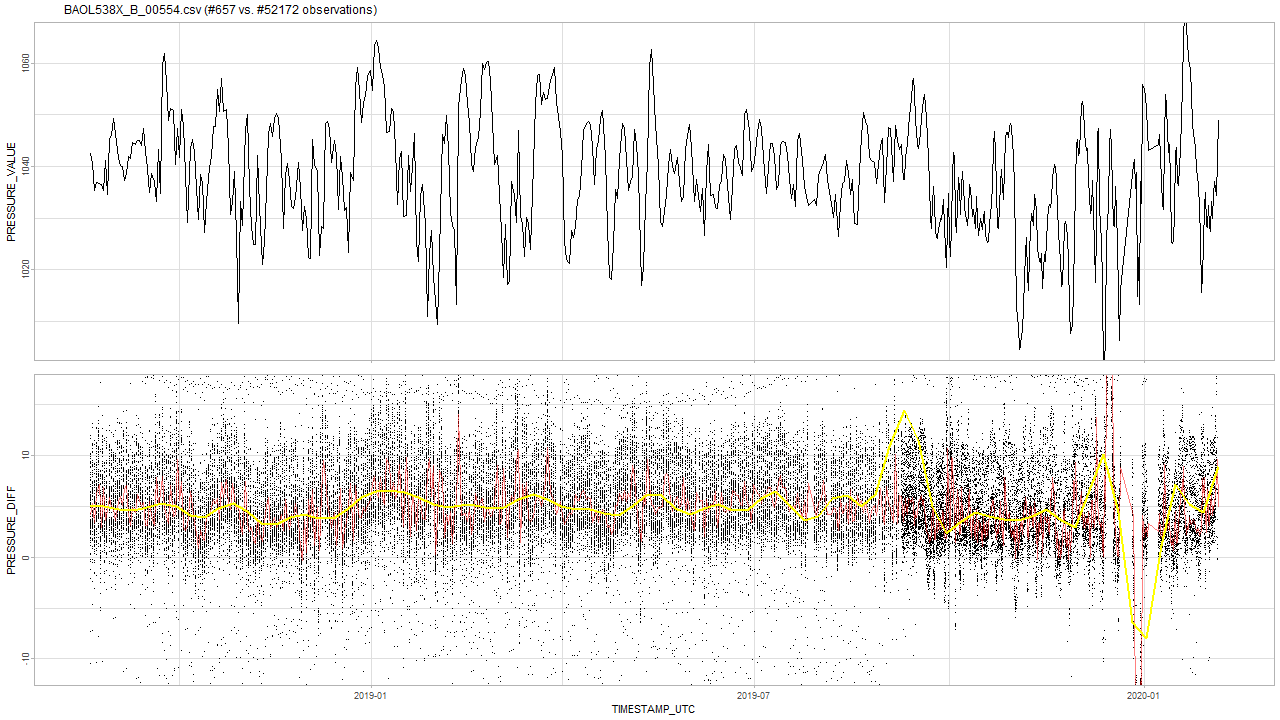 BAOL538X_B_00554.csv (#657 vs. #52172 observations)
PRESSURE_VALUE
1060
1040
1020
PRESSURE_DIFF
10
0
-10
2019-01
2019-07
2020-01
TIMESTAMP_UTC